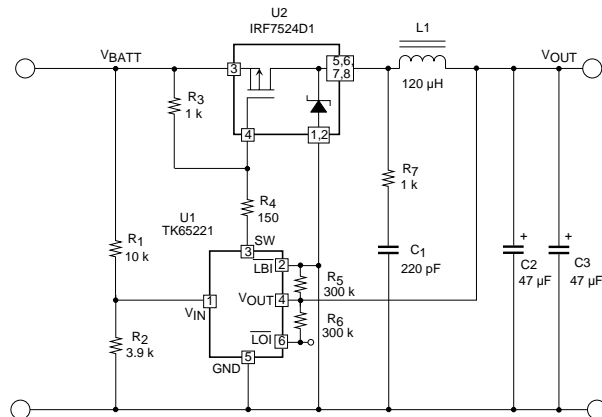 U2
IRF7524D1
L1
VBATT
VOUT
3
5,6,
7,8
120 µH
R3
1 k
4
1,2
R7
1 k
R4
150
U1
TK65221
R1
10 k
3
SW
LBI
2
R5
300 k
C1
220 pF
C2
47 µF
+
C3
47 µF
+
1
VIN
VOUT
4
R6
300 k
R2
3.9 k
LOI
6
5
GND